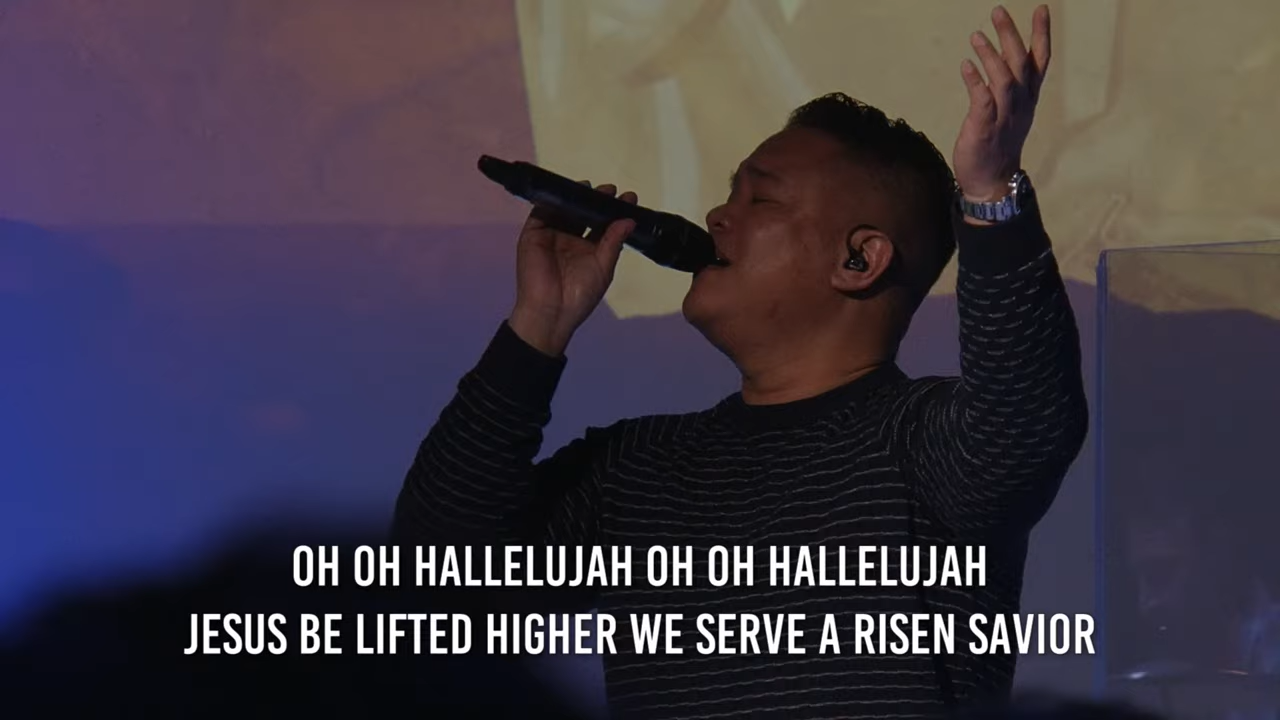 OH OH HALLELUJAH OH OH HALLELUJAH
JESUS BE LIFTED HIGHER WE SERVE A RISEN SAVIOR